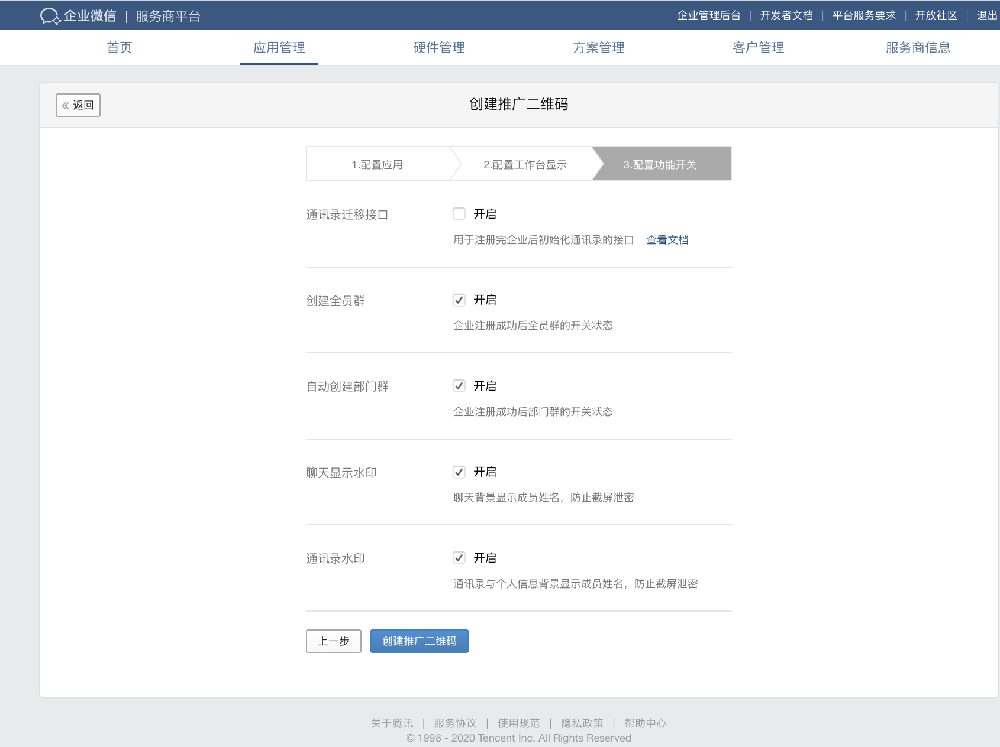 企业微信 | 服务商平台
企业管理后台 | 开发者文档 | 平台服务要求 | 开放社区 | 退出
首页 应用管理 硬件管理 方案管理 客户管理 服务商信息
« 返回
创建推广二维码
1.配置应用 2.配置工作台显示 3.配置功能开关
通讯录迁移接口 开启
用于注册完企业后初始化通讯录的接口 查看文档
创建全员群 开启
企业注册成功后全员群的开关状态
自动创建部门群 开启
企业注册成功后部门群的开关状态
聊天显示水印 开启
聊天背景显示成员姓名，防止截屏泄密
通讯录水印 开启
通讯录与个人信息背景显示成员姓名，防止截屏泄密
上一步 创建推广二维码
关于腾讯 | 服务协议 | 使用规范 | 隐私政策 | 帮助中心
© 1998 - 2020 Tencent Inc. All Rights Reserved